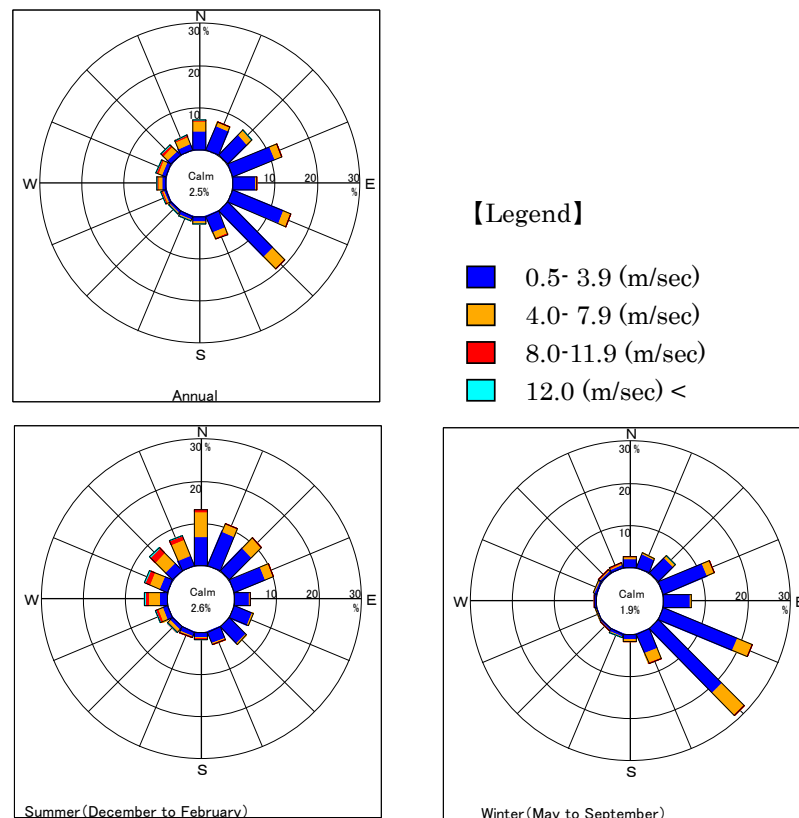 N
30 %
20
10
Calm
2.5%
W
10
20
30
%
E
S
Annual
【Legend】
0.5- 3.9 (m/sec)
4.0- 7.9 (m/sec)
8.0-11.9 (m/sec)
12.0 (m/sec) <
N
30 %
20
Calm
2.6%
W
10
20
30
%
E
S
Summer(December to February)
N
30 %
20
10
Calm
1.9%
W
20
30
%
E
S
Winter(May to September)